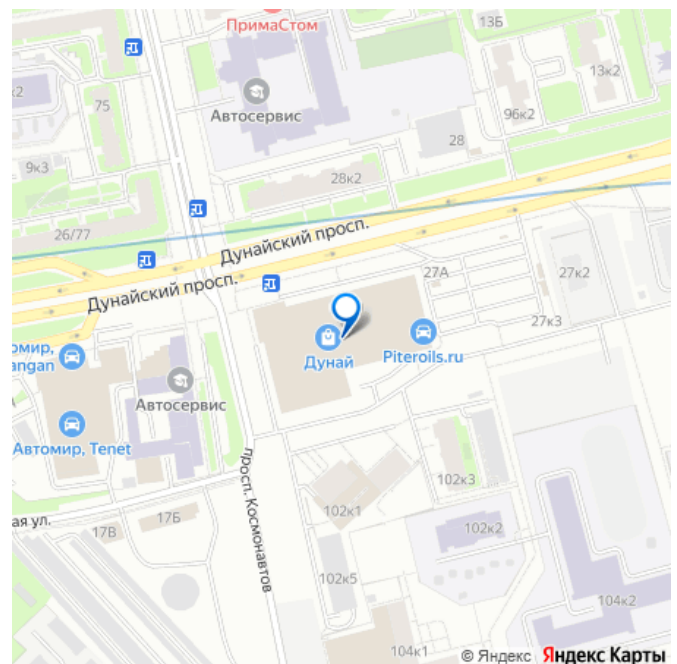 ПримаСтом
13Б
к2
75
Автосервис
13к2
96к2
28
9к3
28к2
26/77
Дунайский просп.
Дунайский просп.
27А
27к2
27к3
Дунай
Piteroils.ru
омир,
angan
Автосервис
Автомир, Tenet
просп. Космонавтов
102к3
102к1
102к2
ая ул.
17В
17Б
102к5
104к2
104к1
© Яндекс Яндекс Карты